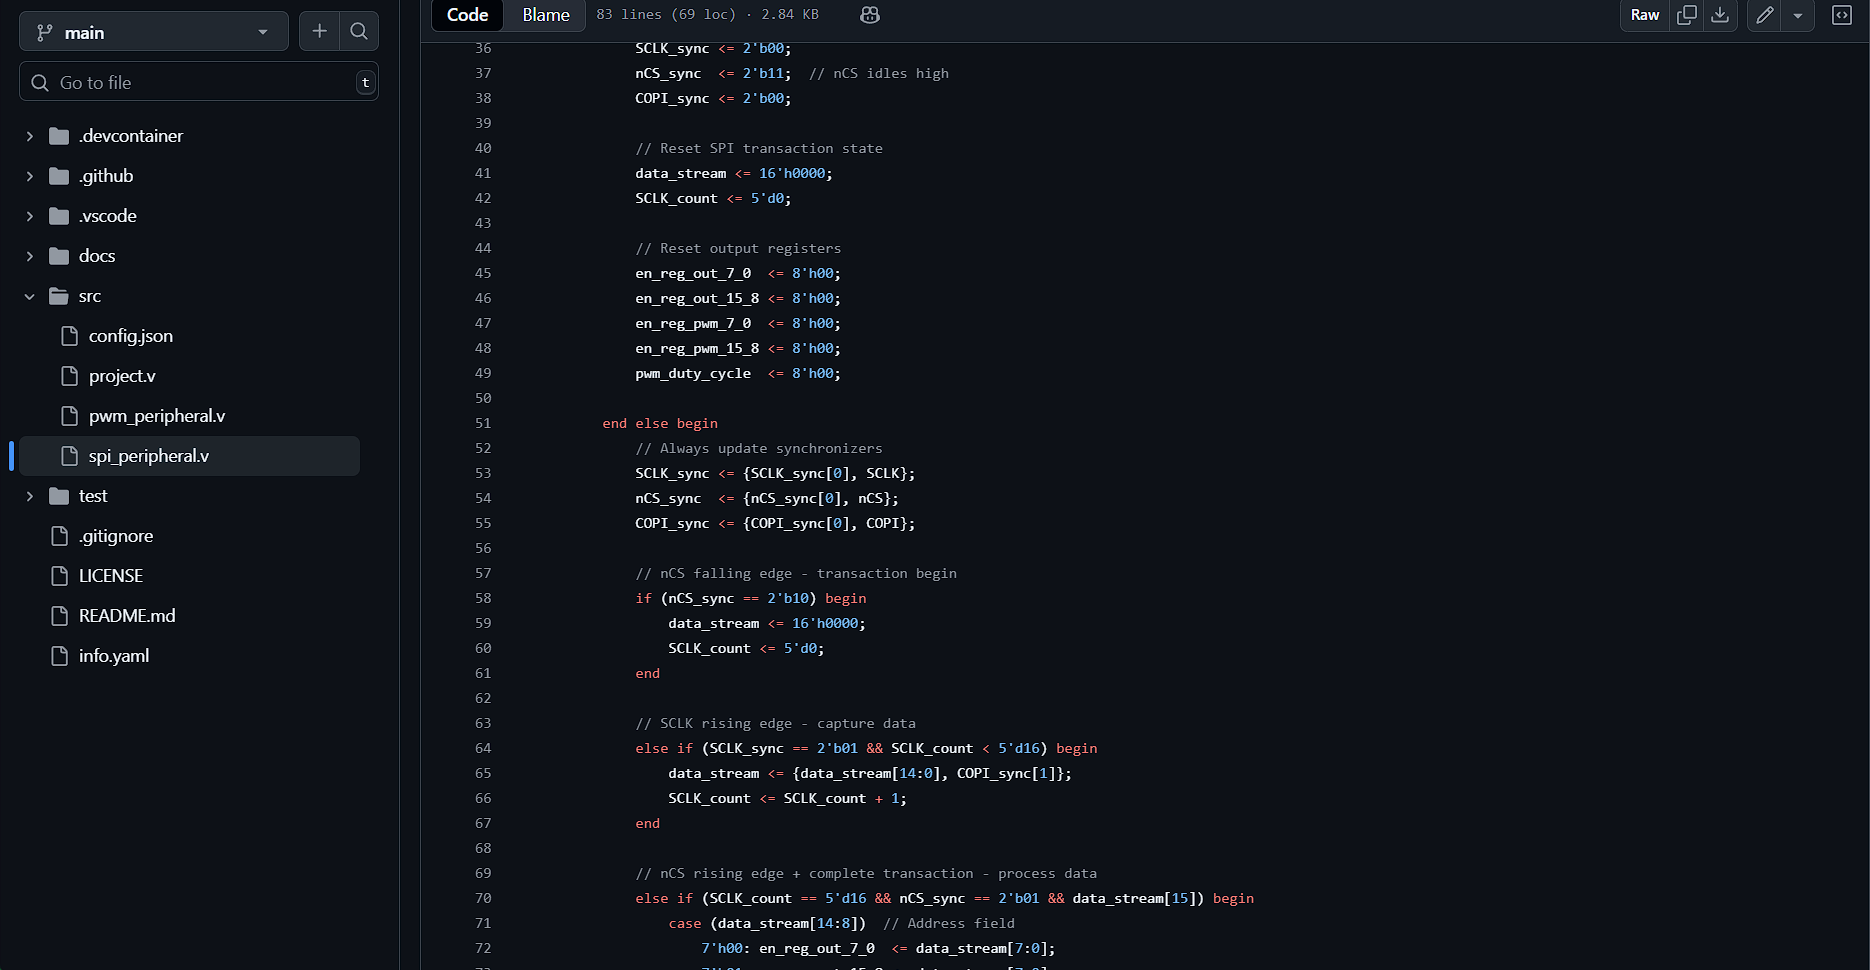 main
Go to file
t
.devcontainer
.github
.vscode
docs
src
config.json
project.v
pwm_peripheral.v
spi_peripheral.v
test
.gitignore
LICENSE
README.md
info.yaml
Code Blame 83 lines (69 loc) · 2.84 KB Raw
36 SCLK_sync <= 2'b00;
37 nCS_sync  <= 2'b11;  // nCS idles high
38 COPI_sync <= 2'b00;
39
40 // Reset SPI transaction state
41 data_stream <= 16'h0000;
42 SCLK_count <= 5'd0;
43
44 // Reset output registers
45 en_reg_out_7_0  <= 8'h00;
46 en_reg_out_15_8 <= 8'h00;
47 en_reg_pwm_7_0  <= 8'h00;
48 en_reg_pwm_15_8 <= 8'h00;
49 pwm_duty_cycle  <= 8'h00;
50
51 end else begin
52 // Always update synchronizers
53 SCLK_sync <= {SCLK_sync[0], SCLK};
54 nCS_sync  <= {nCS_sync[0], nCS};
55 COPI_sync <= {COPI_sync[0], COPI};
56
57 // nCS falling edge - transaction begin
58 if (nCS_sync == 2'b10) begin
59 data_stream <= 16'h0000;
60 SCLK_count <= 5'd0;
61 end
62
63 // SCLK rising edge - capture data
64 else if (SCLK_sync == 2'b01 && SCLK_count < 5'd16) begin
65 data_stream <= {data_stream[14:0], COPI_sync[1]};
66 SCLK_count <= SCLK_count + 1;
67 end
68
69 // nCS rising edge + complete transaction - process data
70 else if (SCLK_count == 5'd16 && nCS_sync == 2'b01 && data_stream[15]) begin
71 case (data_stream[14:8])  // Address field
72 7'h00: en_reg_out_7_0  <= data_stream[7:0];